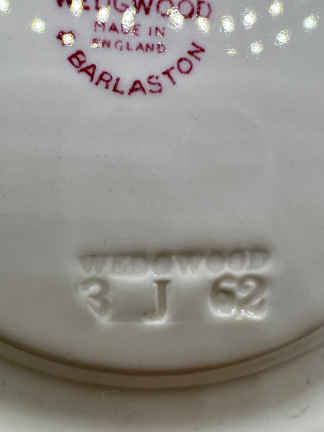 WEDGWOOD
MADE IN
ENGLAND
BARLASTON
WEDGWOOD
3 J 62